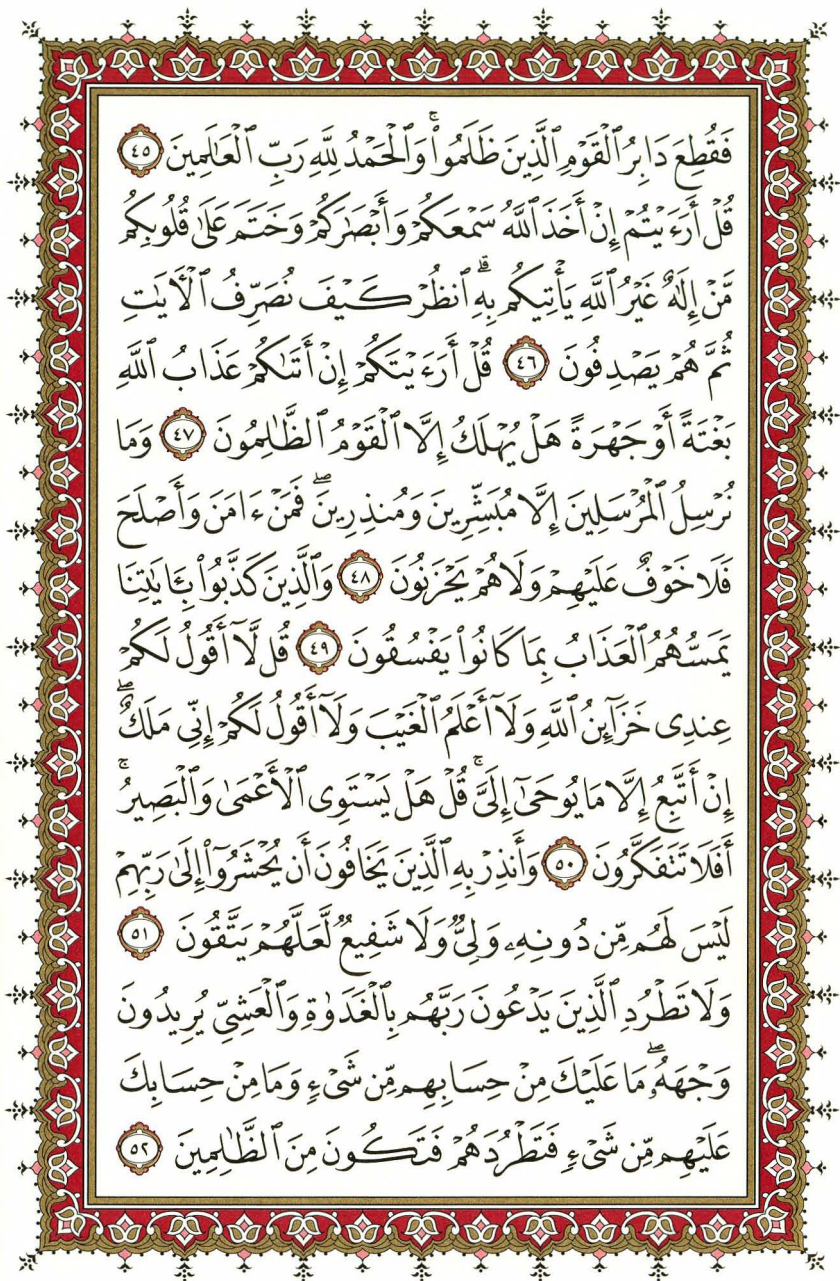 فَقُطِعَ دَابِرُ ٱلْقَوْمِ ٱلَّذِينَ ظَلَمُوا۟ ۚ وَٱلْحَمْدُ لِلَّهِ رَبِّ ٱلْعَـٰلَمِينَ ٤٥
قُلْ أَرَءَيْتُمْ إِنْ أَخَذَ ٱللَّهُ سَمْعَكُمْ وَأَبْصَـٰرَكُمْ وَخَتَمَ عَلَىٰ قُلُوبِكُم
مَّنْ إِلَـٰهٌ غَيْرُ ٱللَّهِ يَأْتِيكُم بِهِ ۗ ٱنظُرْ كَيْفَ نُصَرِّفُ ٱلْـَٔايَـٰتِ
ثُمَّ هُمْ يَصْدِفُونَ ٤٦ قُلْ أَرَءَيْتَكُمْ إِنْ أَتَىٰكُمْ عَذَابُ ٱللَّهِ
بَغْتَةً أَوْ جَهْرَةً هَلْ يُهْلَكُ إِلَّا ٱلْقَوْمُ ٱلظَّـٰلِمُونَ ٤٧ وَمَا
نُرْسِلُ ٱلْمُرْسَلِينَ إِلَّا مُبَشِّرِينَ وَمُنذِرِينَ ۖ فَمَنْ ءَامَنَ وَأَصْلَحَ
فَلَا خَوْفٌ عَلَيْهِمْ وَلَا هُمْ يَحْزَنُونَ ٤٨ وَٱلَّذِينَ كَذَّبُوا۟ بِـَٔايَـٰتِنَا
يَمَسُّهُمُ ٱلْعَذَابُ بِمَا كَانُوا۟ يَفْسُقُونَ ٤٩ قُل لَّآ أَقُولُ لَكُمْ
عِندِى خَزَآئِنُ ٱللَّهِ وَلَآ أَعْلَمُ ٱلْغَيْبَ وَلَآ أَقُولُ لَكُمْ إِنِّى مَلَكٌ ۖ
إِنْ أَتَّبِعُ إِلَّا مَا يُوحَىٰٓ إِلَىَّ ۚ قُلْ هَلْ يَسْتَوِى ٱلْأَعْمَىٰ وَٱلْبَصِيرُ ۚ
أَفَلَا تَتَفَكَّرُونَ ٥٠ وَأَنذِرْ بِهِ ٱلَّذِينَ يَخَافُونَ أَن يُحْشَرُوٓا۟ إِلَىٰ رَبِّهِمْ
لَيْسَ لَهُم مِّن دُونِهِۦ وَلِىٌّ وَلَا شَفِيعٌ لَّعَلَّهُمْ يَتَّقُونَ ٥١
وَلَا تَطْرُدِ ٱلَّذِينَ يَدْعُونَ رَبَّهُم بِٱلْغَدَوٰةِ وَٱلْعَشِىِّ يُرِيدُونَ
وَجْهَهُۥ ۖ مَا عَلَيْكَ مِنْ حِسَابِهِم مِّن شَىْءٍ وَمَا مِنْ حِسَابِكَ
عَلَيْهِم مِّن شَىْءٍ فَتَطْرُدَهُمْ فَتَكُونَ مِنَ ٱلظَّـٰلِمِينَ ٥٢